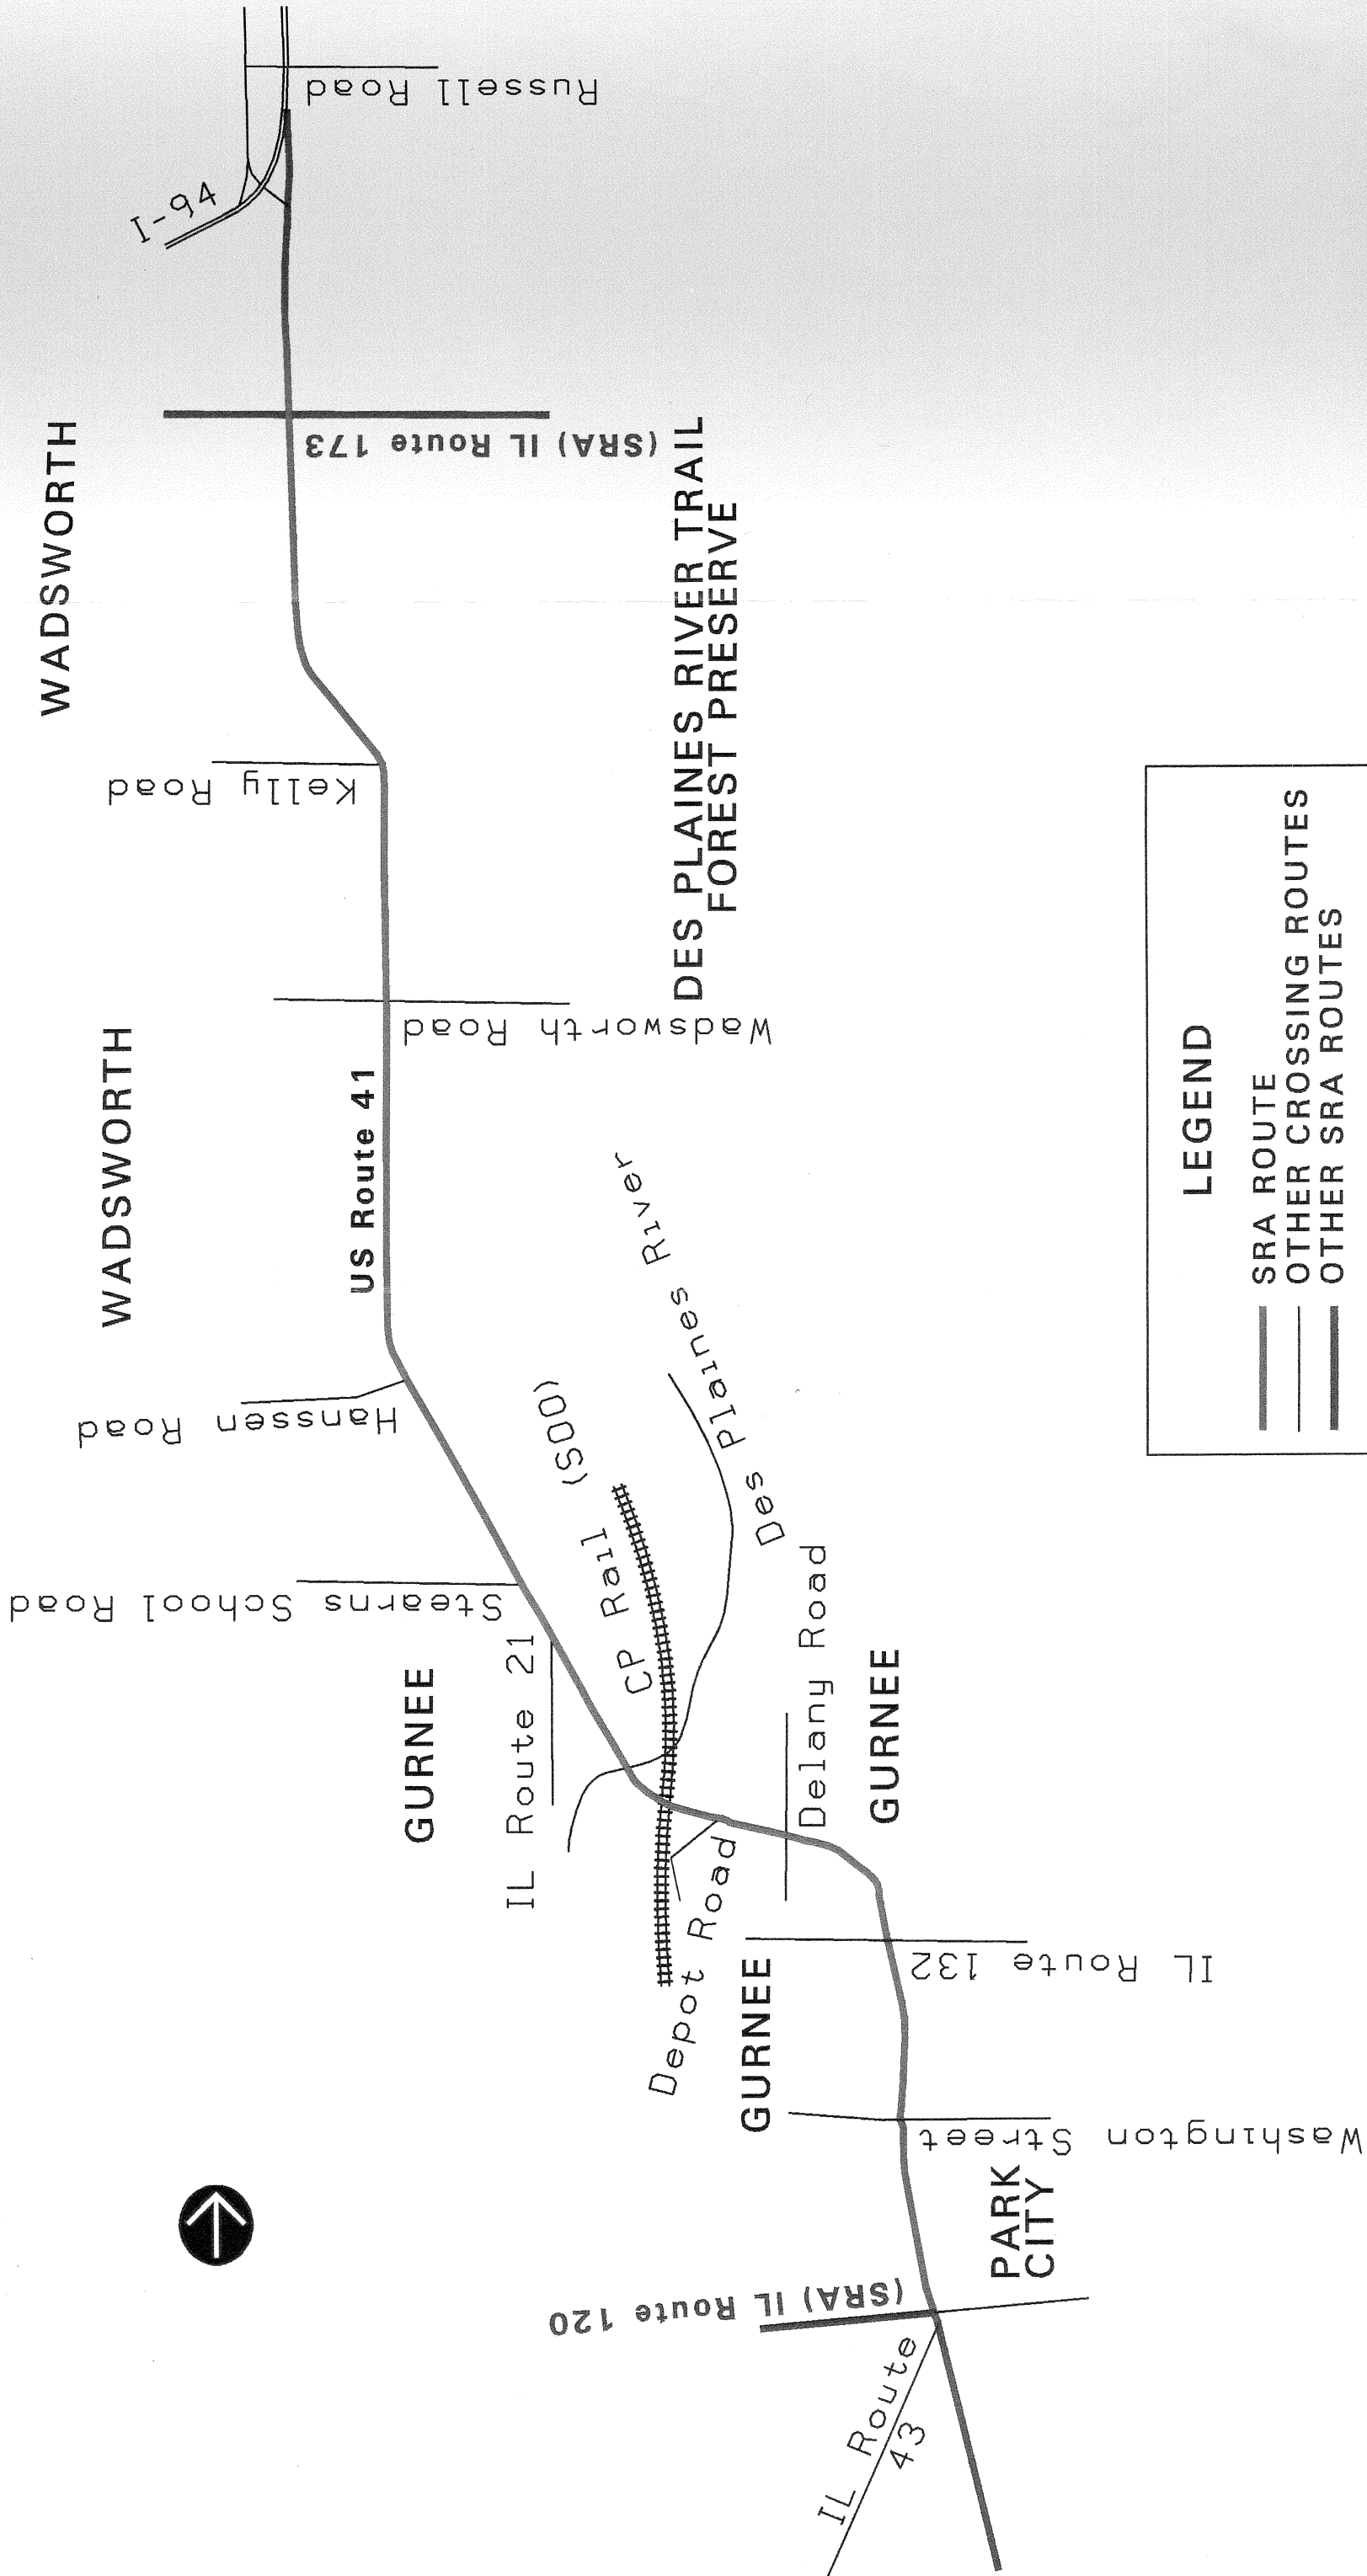 I-94
Russell Road
WADSWORTH
(SRA) IL Route 173
DES PLAINES RIVER TRAIL
FOREST PRESERVE
Kelly Road
Wadsworth Road
WADSWORTH
US Route 41
Hanssen Road
Des Plaines River
CP Rail (SOO)
Stearns School Road
GURNEE
IL Route 21
Delany Road
GURNEE
Depot Road
GURNEE
IL Route 132
Washington Street
PARK
CITY
(SRA) IL Route 120
IL Route
43
LEGEND
SRA ROUTE
OTHER CROSSING ROUTES
OTHER SRA ROUTES